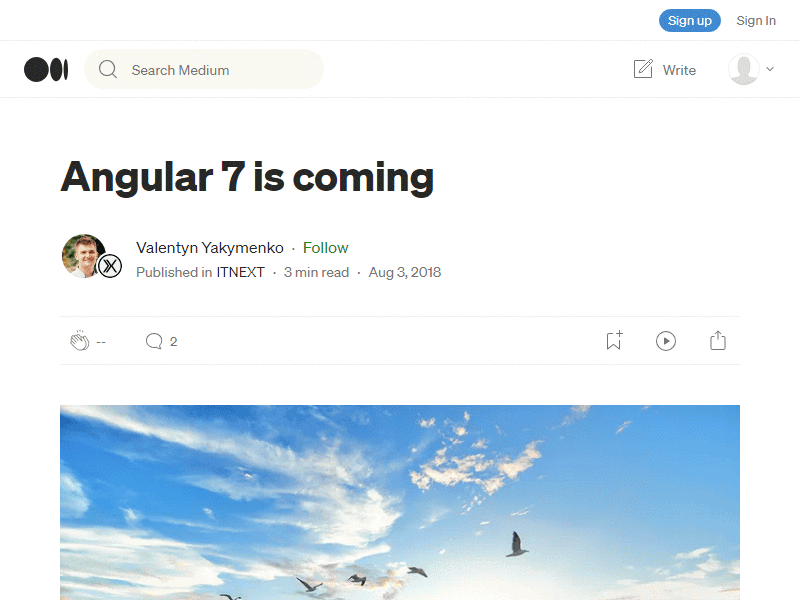 Sign up
Sign In
Search Medium
Write
Angular 7 is coming
Valentyn Yakymenko · Follow
Published in ITNEXT · 3 min read · Aug 3, 2018
--
2